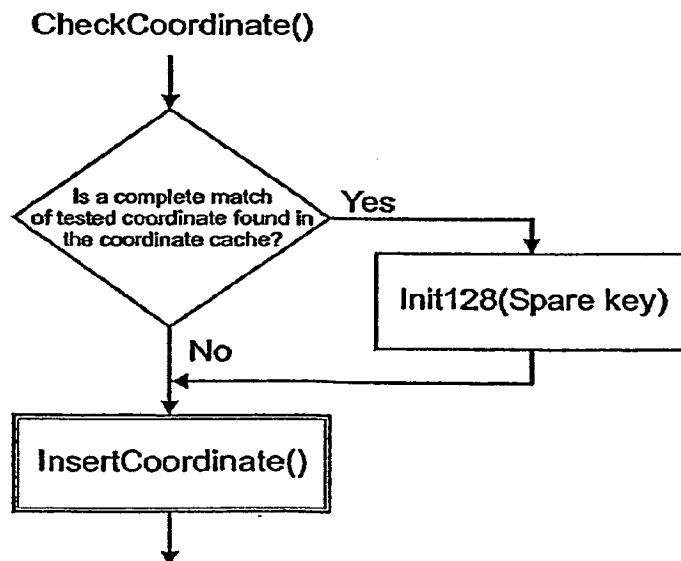 CheckCoordinate()
Is a complete match
of tested coordinate found in
the coordinate cache?
Yes
Init128(Spare key)
No
InsertCoordinate()